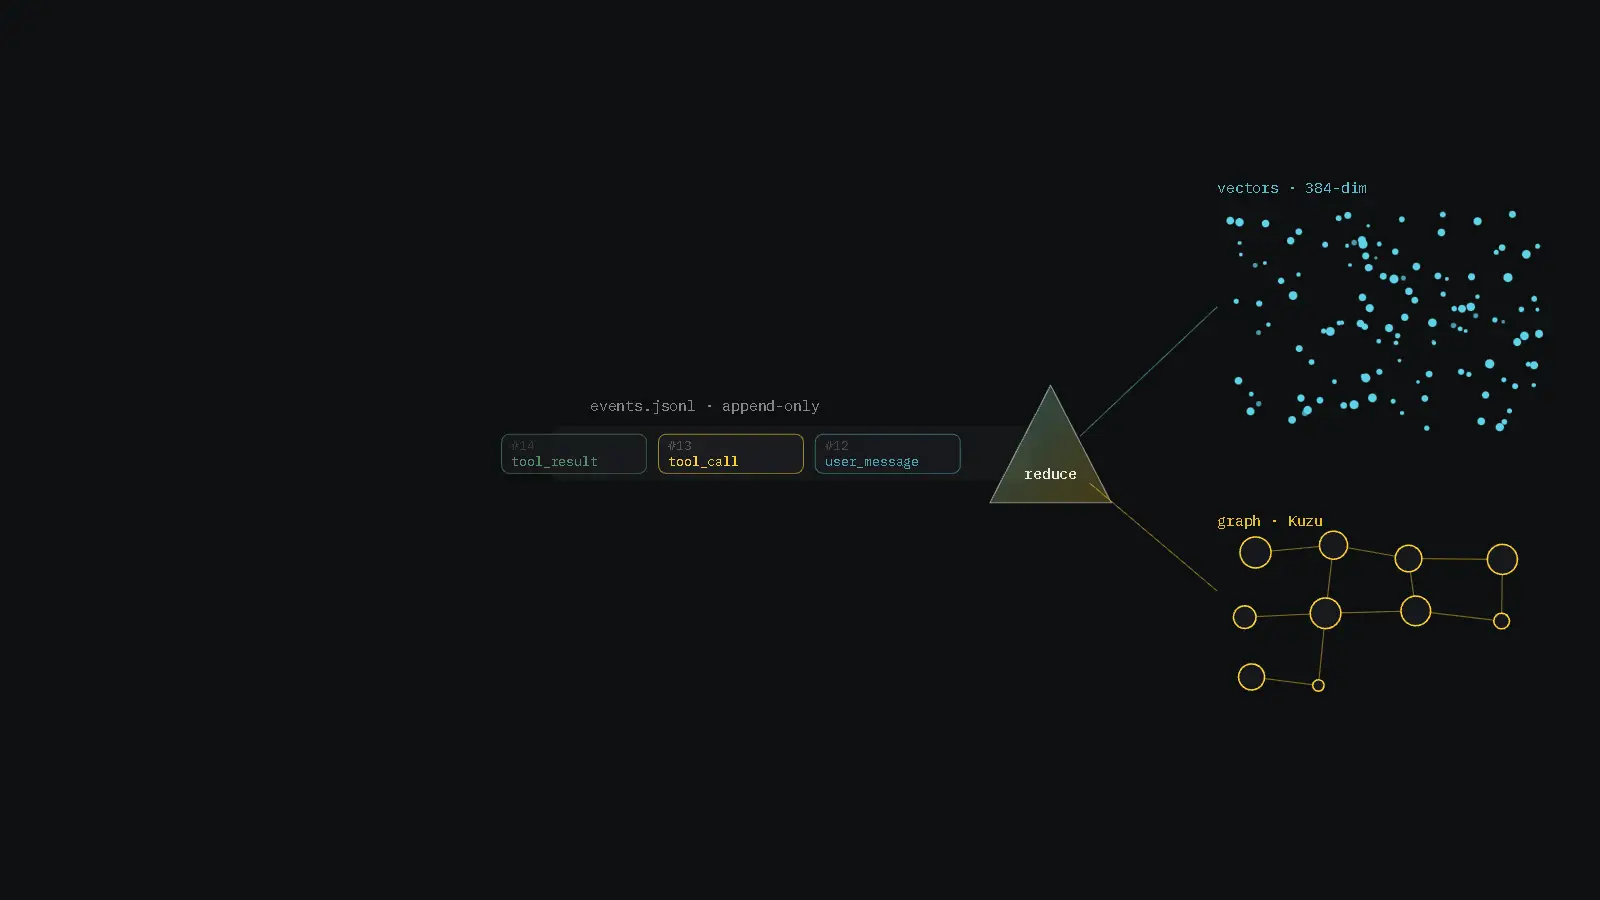 vectors · 384-dim
events.jsonl · append-only
#14
tool_result
#13
tool_call
#12
user_message
reduce
graph · Kuzu